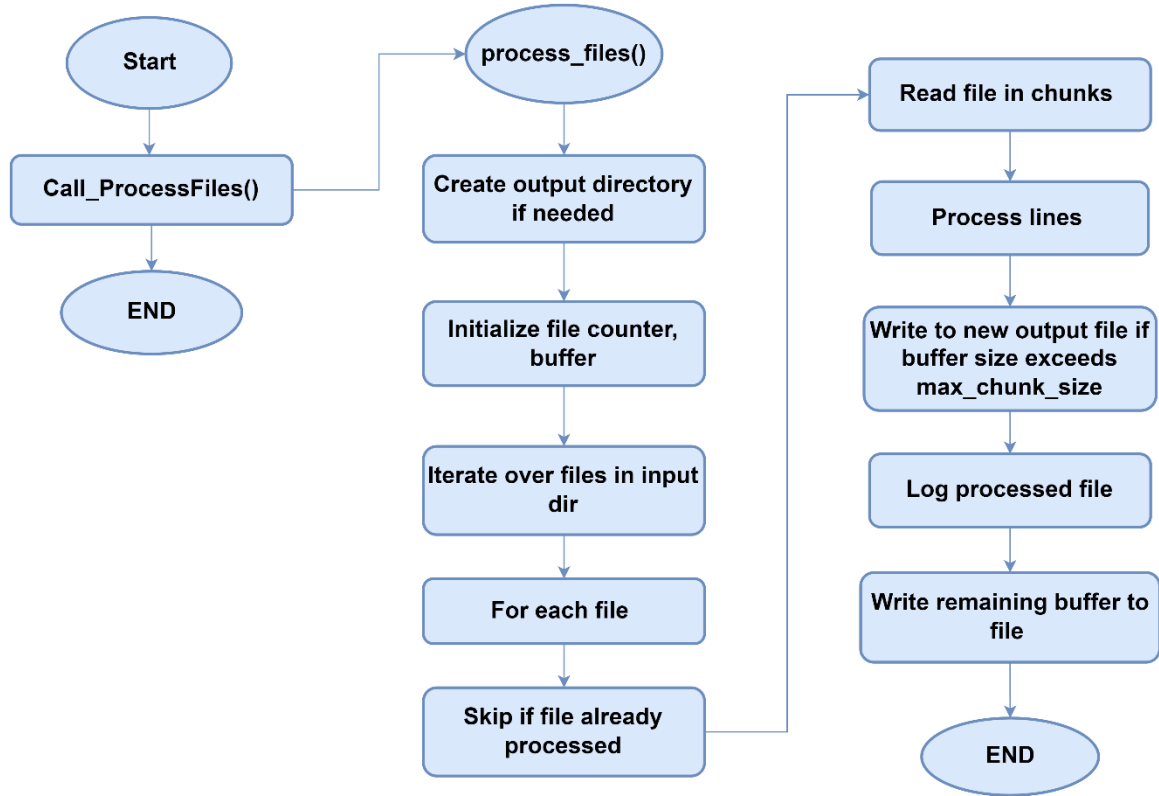 Start
Call_ProcessFiles()
END
process_files()
Create output directory
if needed
Initialize file counter,
buffer
Iterate over files in input
dir
For each file
Skip if file already
processed
Read file in chunks
Process lines
Write to new output file if
buffer size exceeds
max_chunk_size
Log processed file
Write remaining buffer to
file
END